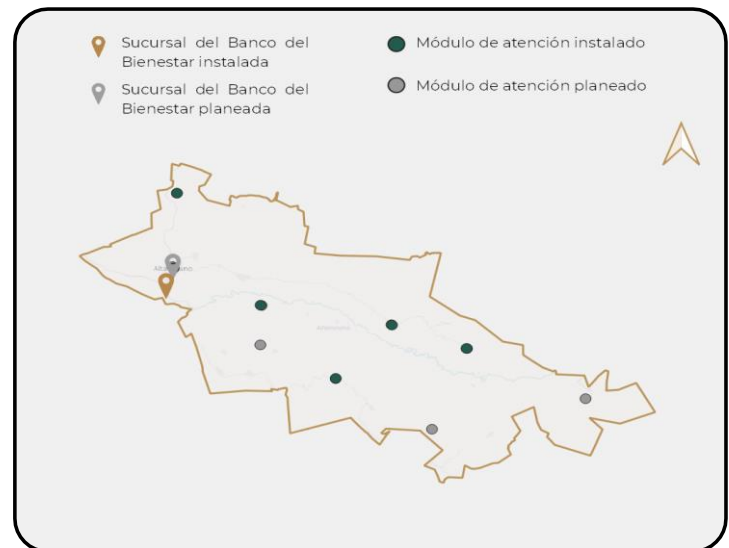 Sucursal del Banco del
Bienestar instalada
Sucursal del Banco del
Bienestar planeada
Módulo de atención instalado
Módulo de atención planeado